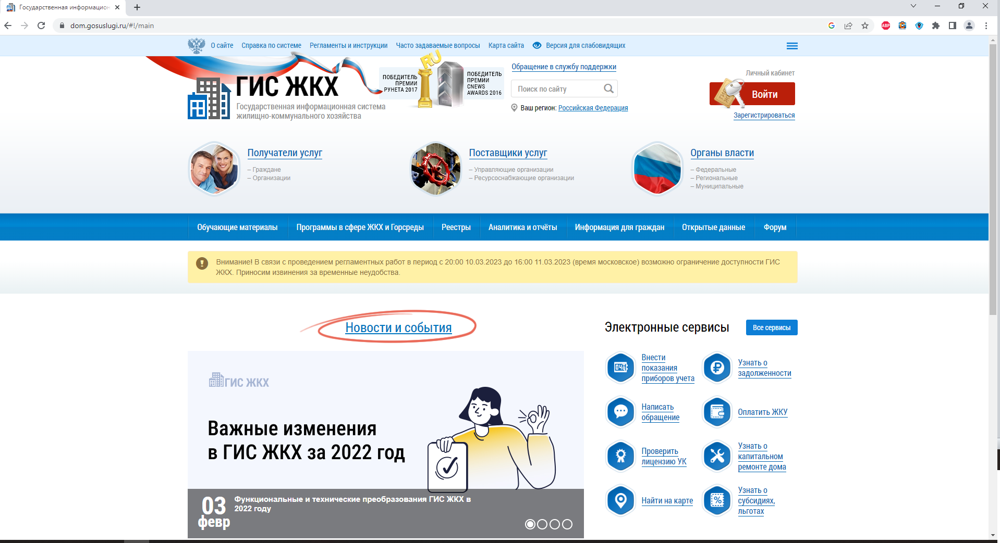 Государственная информацион
dom.gosuslugi.ru/#!/main
ABP
О сайте Справка по системе Регламенты и инструкции Часто задаваемые вопросы Карта сайта Версия для слабовидящих
ГИС ЖКХ
Государственная информационная система
жилищно-коммунального хозяйства
ПОБЕДИТЕЛЬ
ПРЕМИИ
РУНЕТА 2017
RU
ПОБЕДИТЕЛЬ
ПРЕМИИ
CNEWS
AWARDS 2016
Обращение в службу поддержки
Поиск по сайту
Ваш регион: Российская Федерация
Личный кабинет
Войти
Зарегистрироваться
Получатели услуг
– Граждане
– Организации
Поставщики услуг
– Управляющие организации
– Ресурсоснабжающие организации
Органы власти
– Федеральные
– Региональные
– Муниципальные
Обучающие материалы Программы в сфере ЖКХ и Горсреды Реестры Аналитика и отчёты Информация для граждан Открытые данные Форум
Внимание! В связи с проведением регламентных работ в период с 20:00 10.03.2023 до 16:00 11.03.2023 (время московское) возможно ограничение доступности ГИС
ЖКХ. Приносим извинения за временные неудобства.
Новости и события
ГИС ЖКХ
Важные изменения
в ГИС ЖКХ за 2022 год
03
февр
Функциональные и технические преобразования ГИС ЖКХ в
2022 году
Электронные сервисы
Все сервисы
Внести
показания
приборов учета
Узнать о
задолженности
Написать
обращение
Оплатить ЖКУ
Проверить
лицензию УК
Узнать о
капитальном
ремонте дома
Найти на карте
Узнать о
субсидиях,
льготах